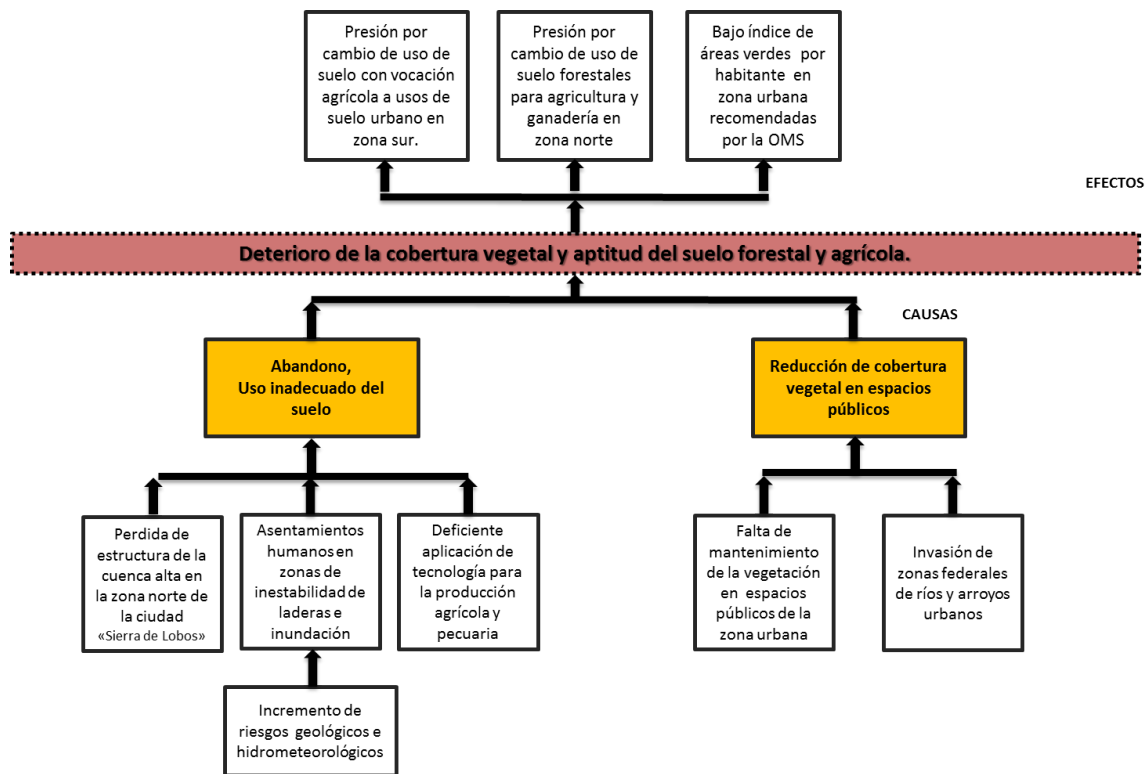 Presión por
cambio de uso de
suelo con vocación
agrícola a usos de
suelo urbano en
zona sur.
Presión por
cambio de uso de
suelo forestales
para agricultura y
ganadería en
zona norte
Bajo índice de
áreas verdes por
habitante en
zona urbana
recomendadas
por la OMS
EFECTOS
Deterioro de la cobertura vegetal y aptitud del suelo forestal y agrícola.
CAUSAS
Abandono,
Uso inadecuado del
suelo
Reducción de cobertura
vegetal en espacios
públicos
Perdida de
estructura de la
cuenca alta en
la zona norte de
la ciudad
«Sierra de Lobos»
Asentamientos
humanos en
zonas de
inestabilidad de
laderas e
inundación
Deficiente
aplicación de
tecnología para
la producción
agrícola y
pecuaria
Falta de
mantenimiento
de la vegetación
en espacios
públicos de la
zona urbana
Invasión de
zonas federales
de ríos y arroyos
urbanos
Incremento de
riesgos geológicos e
hidrometeorológicos